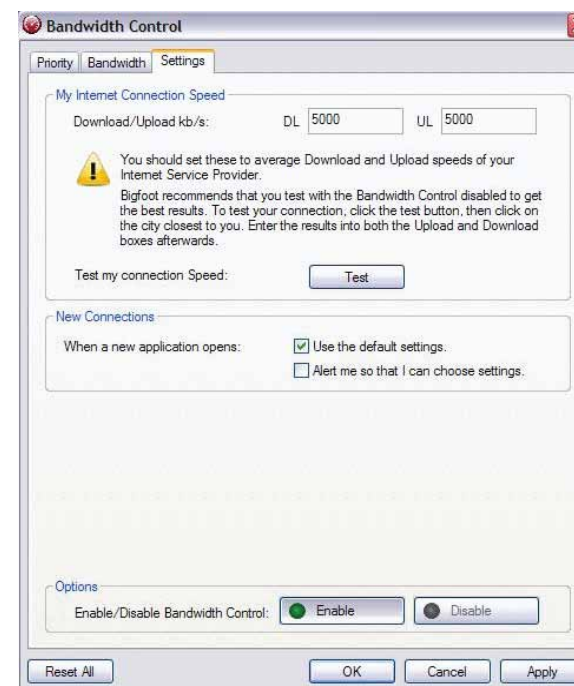 Bandwidth Control
Priority Bandwidth Settings
My Internet Connection Speed
Download/Upload kb/s: DL 5000 UL 5000
You should set these to average Download and Upload speeds of your
Internet Service Provider.
Bigfoot recommends that you test with the Bandwidth Control disabled to get
the best results. To test your connection, click the test button, then click on
the city closest to you. Enter the results into both the Upload and Download
boxes afterwards.
Test my connection Speed: Test
New Connections
When a new application opens: Use the default settings.
Alert me so that I can choose settings.
Options
Enable/Disable Bandwidth Control: Enable Disable
Reset All OK Cancel Apply